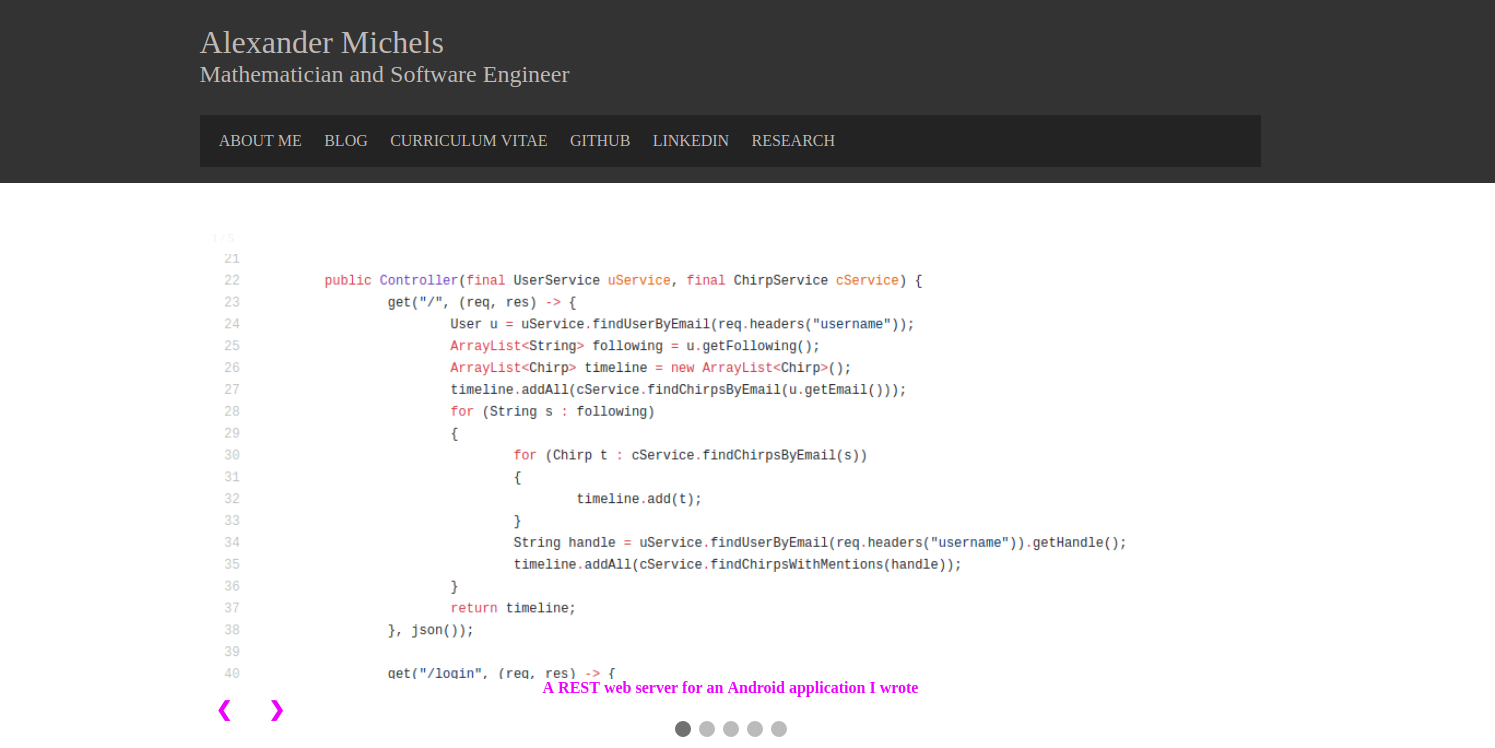 Alexander Michels
Mathematician and Software Engineer
ABOUT ME BLOG CURRICULUM VITAE GITHUB LINKEDIN RESEARCH
1 / 5
21
22 public Controller(final UserService uService, final ChirpService cService) {
23 get("/", (req, res) -> {
24 User u = uService.findUserByEmail(req.headers("username"));
25 ArrayList<String> following = u.getFollowing();
26 ArrayList<Chirp> timeline = new ArrayList<Chirp>();
27 timeline.addAll(cService.findChirpsByEmail(u.getEmail()));
28 for (String s : following)
29 {
30 for (Chirp t : cService.findChirpsByEmail(s))
31 {
32 timeline.add(t);
33 }
34 String handle = uService.findUserByEmail(req.headers("username")).getHandle();
35 timeline.addAll(cService.findChirpsWithMentions(handle));
36 }
37 return timeline;
38 }, json());
39
40 get("/login", (req, res) -> {
A REST web server for an Android application I wrote
❮ ❯